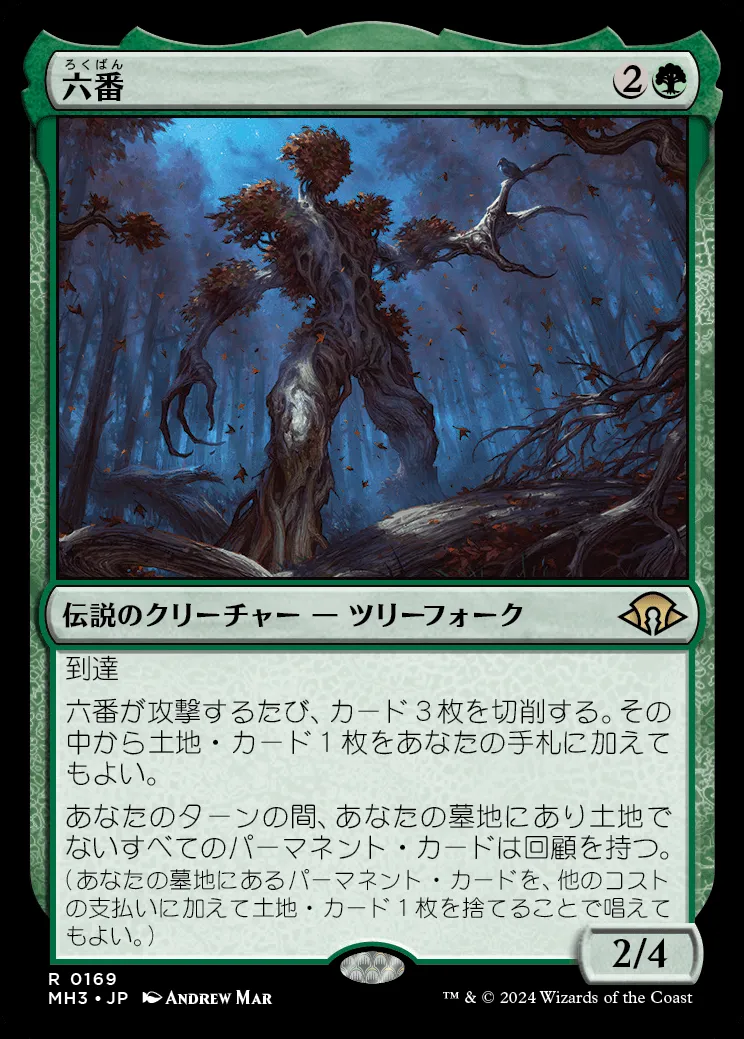 ろくばん
六番 2
伝説のクリーチャー — ツリーフォーク
到達
六番が攻撃するたび、カード３枚を切削する。その
中から土地・カード１枚をあなたの手札に加えて
もよい。
あなたのターンの間、あなたの墓地にあり土地で
ないすべてのパーマネント・カードは回顧を持つ。
（あなたの墓地にあるパーマネント・カードを、他のコスト
の支払いに加えて土地・カード１枚を捨てることで唱えて
もよい。）
2/4
R 0169
MH3 • JP Andrew Mar
™ & © 2024 Wizards of the Coast